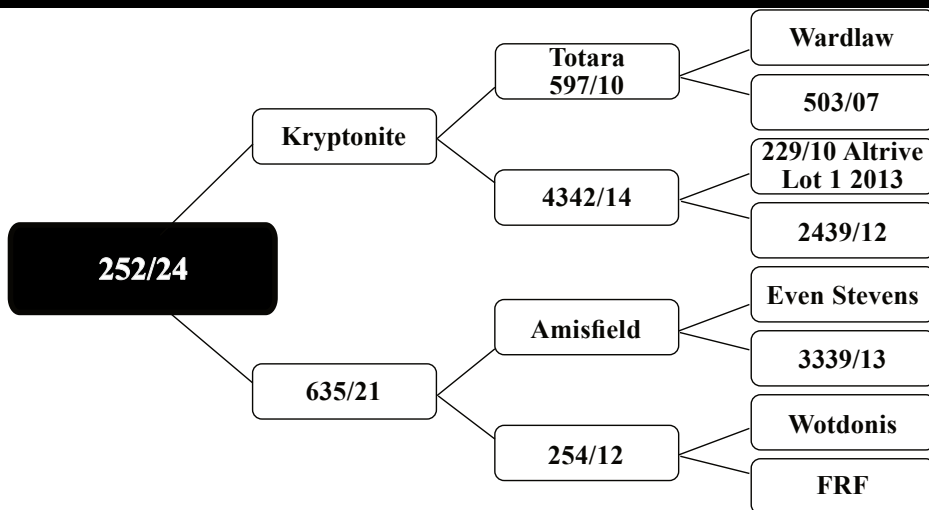 252/24
Kryptonite
635/21
Totara
597/10
4342/14
Amisfield
254/12
Wardlaw
503/07
229/10 Altrive
Lot 1 2013
2439/12
Even Stevens
3339/13
Wotdonis
FRF